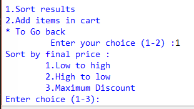 1.Sort results
2.Add items in cart
* To Go back
Enter your choice (1-2) :1
Sort by final price :
1.Low to high
2.High to low
3.Maximum Discount
Enter choice (1-3):